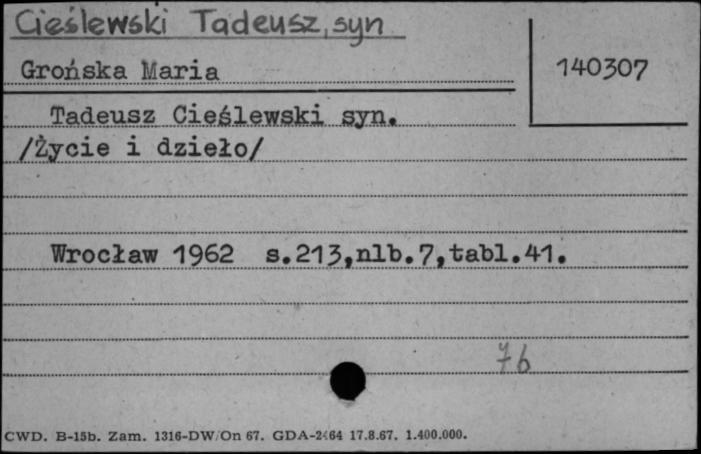 Cieślewski Tadeusz, syn
Grońska Maria
140307
Tadeusz Cieślewski syn.
/Życie i dzieło/
Wrocław 1962 s.213,nlb.7,tabl.41.
76
CWD. B-15b. Zam. 1316-DW/On 67. GDA-2464 17.8.67. 1.400.000.